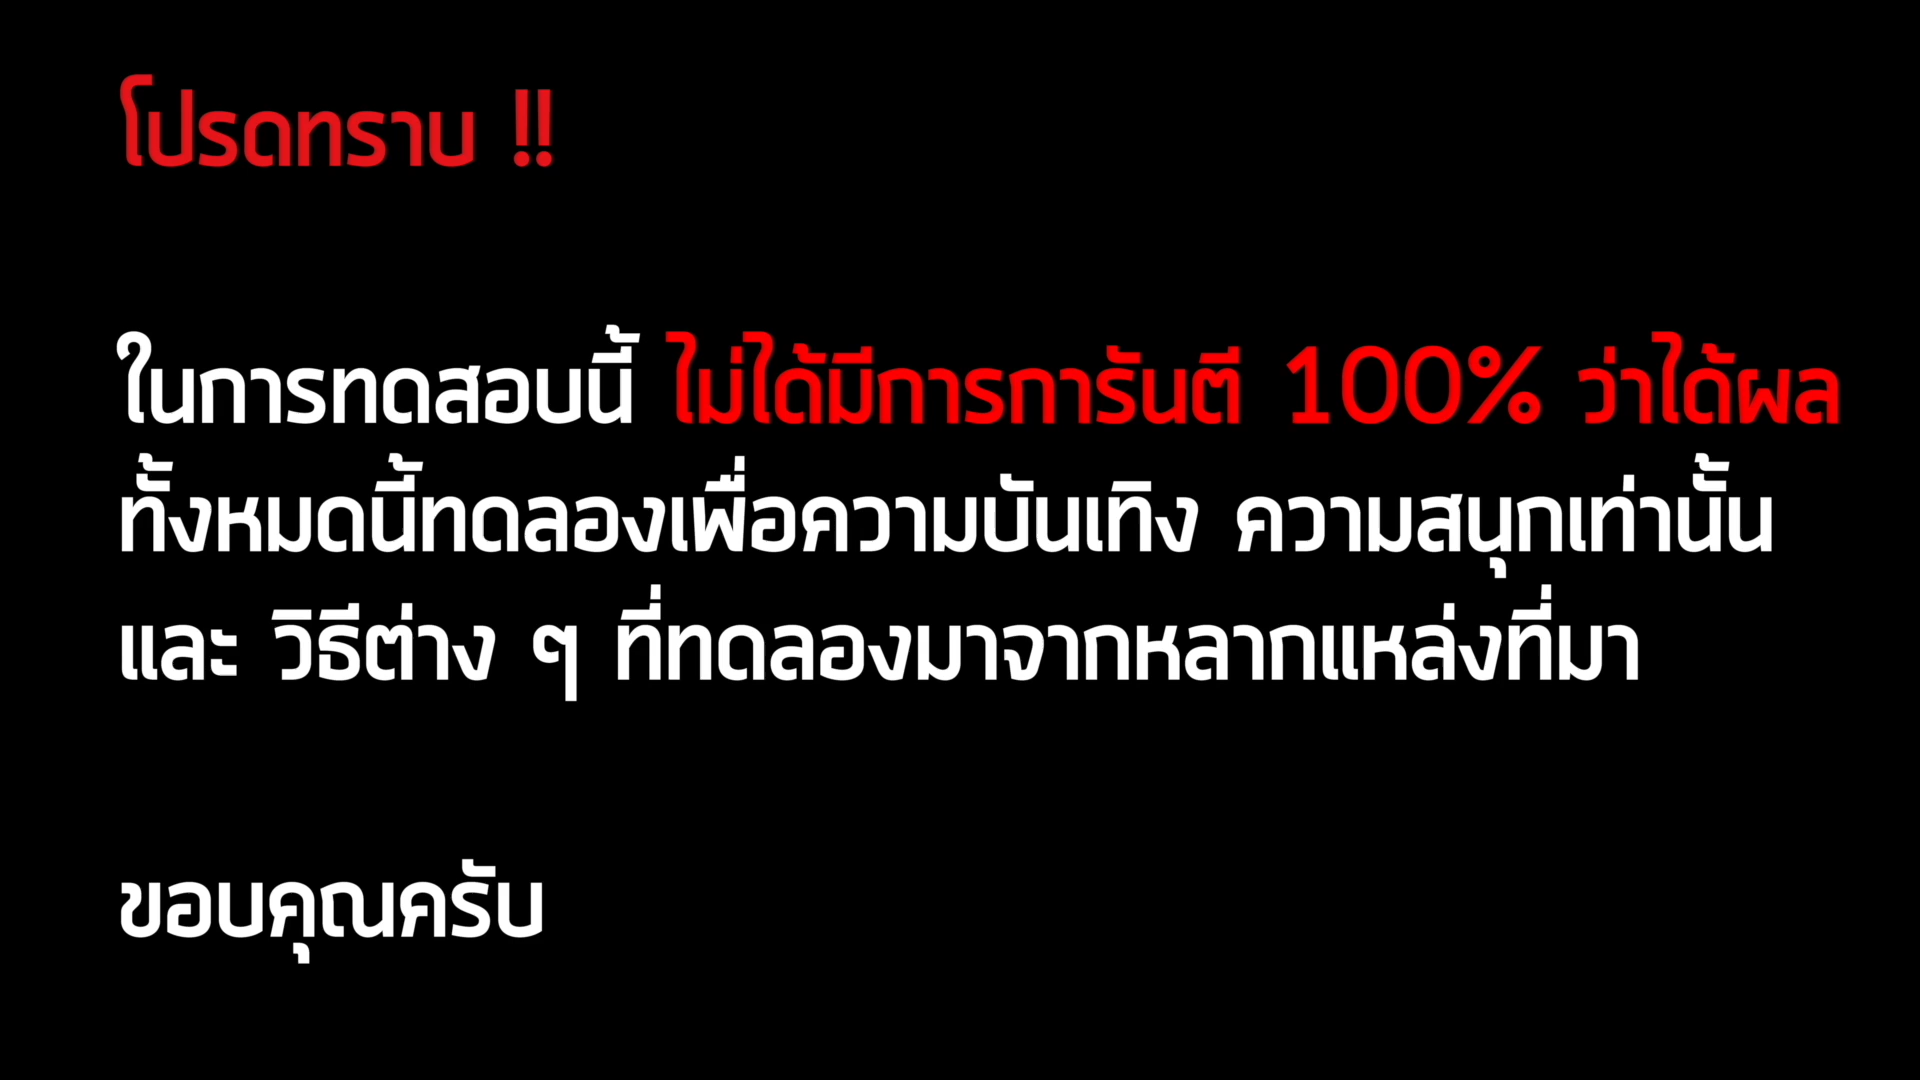 โปรดทราบ !!
ในการทดสอบนี้ ไม่ได้มีการการันตี 100% ว่าได้ผล
ทั้งหมดนี้ทดลองเพื่อความบันเทิง ความสนุกเท่านั้น
และ วิธีต่าง ๆ ที่ทดลองมาจากหลากแหล่งที่มา
ขอบคุณครับ